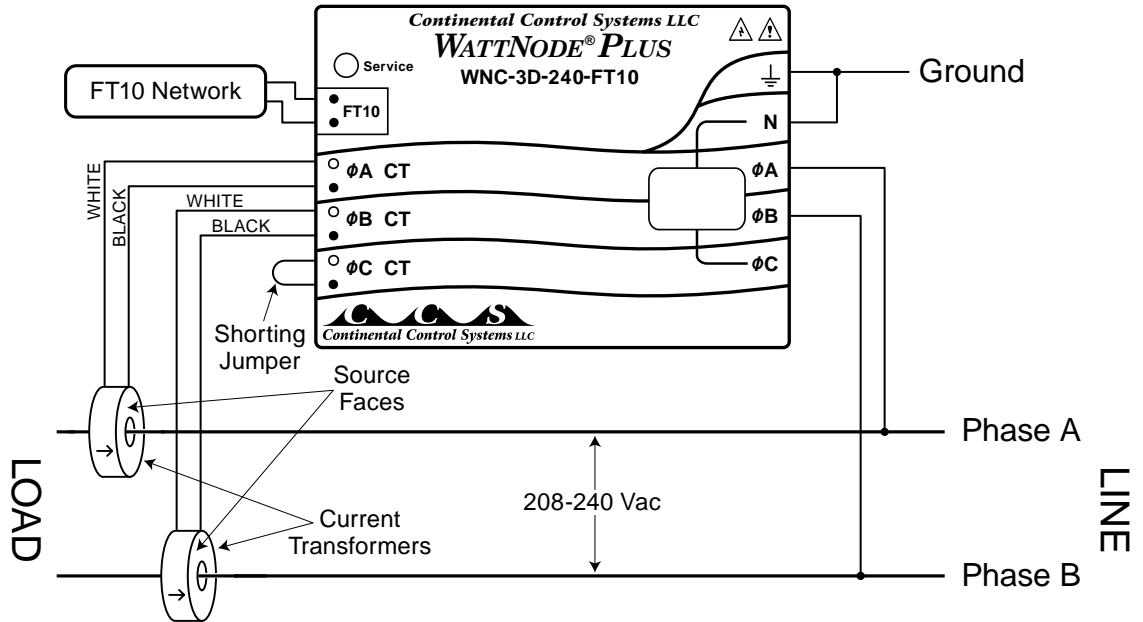 Continental Control Systems LLC
WATTNODE® PLUS
WNC-3D-240-FT10
Service
FT10 Network
FT10
Ground
N
ϕA CT
ϕA
WHITE
BLACK
WHITE
ϕB CT
ϕB
BLACK
ϕC CT
ϕC
Shorting
Jumper
C C S
Continental Control Systems LLC
Source
Faces
Phase A
LOAD
208-240 Vac
LINE
Current
Transformers
Phase B